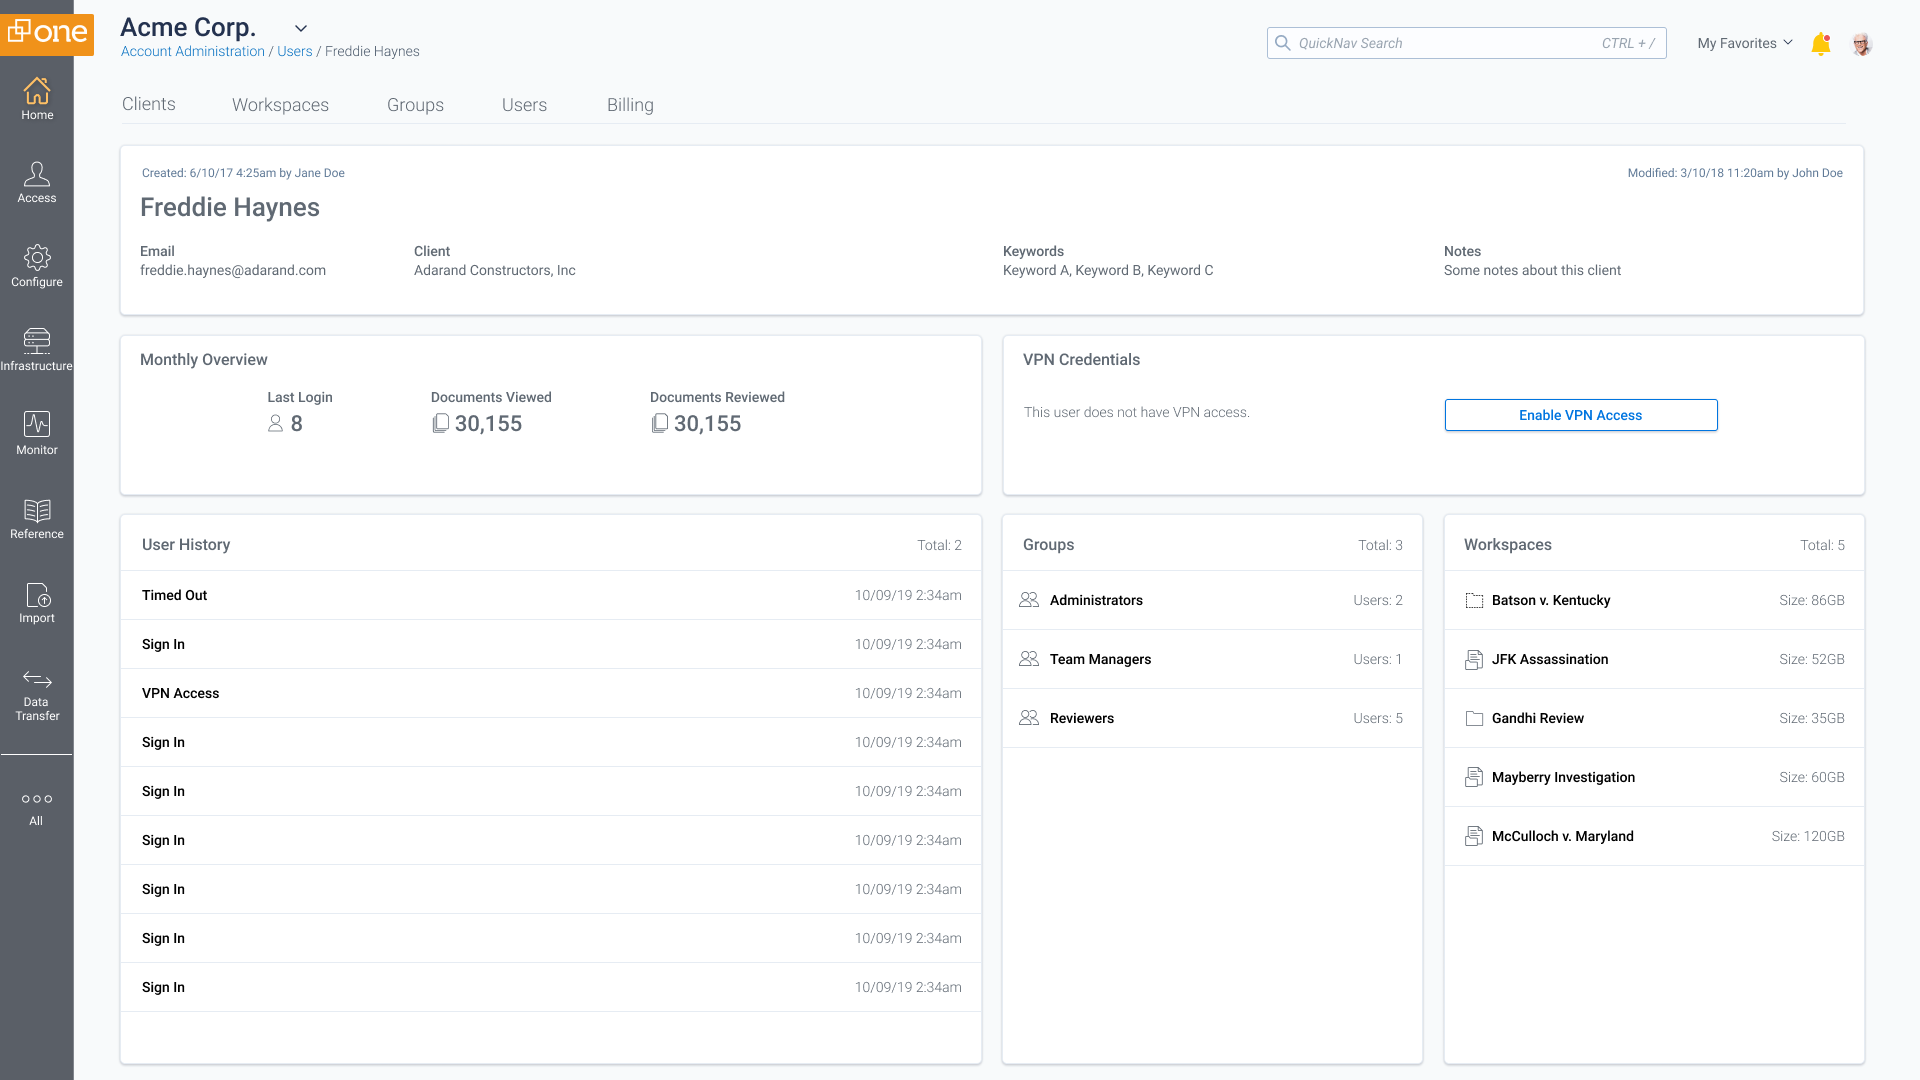 one
Acme Corp.
Account Administration / Users / Freddie Haynes
QuickNav Search CTRL + /
My Favorites
Home
Access
Configure
Infrastructure
Monitor
Reference
Import
Data
Transfer
All
Clients Workspaces Groups Users Billing
Created: 6/10/17 4:25am by Jane Doe
Modified: 3/10/18 11:20am by John Doe
Freddie Haynes
Email
freddie.haynes@adarand.com
Client
Adarand Constructors, Inc
Keywords
Keyword A, Keyword B, Keyword C
Notes
Some notes about this client
Monthly Overview
Last Login
8
Documents Viewed
30,155
Documents Reviewed
30,155
VPN Credentials
This user does not have VPN access.
Enable VPN Access
User History Total: 2
Timed Out 10/09/19 2:34am
Sign In 10/09/19 2:34am
VPN Access 10/09/19 2:34am
Sign In 10/09/19 2:34am
Sign In 10/09/19 2:34am
Sign In 10/09/19 2:34am
Sign In 10/09/19 2:34am
Sign In 10/09/19 2:34am
Sign In 10/09/19 2:34am
Groups Total: 3
Administrators Users: 2
Team Managers Users: 1
Reviewers Users: 5
Workspaces Total: 5
Batson v. Kentucky Size: 86GB
JFK Assassination Size: 52GB
Gandhi Review Size: 35GB
Mayberry Investigation Size: 60GB
McCulloch v. Maryland Size: 120GB